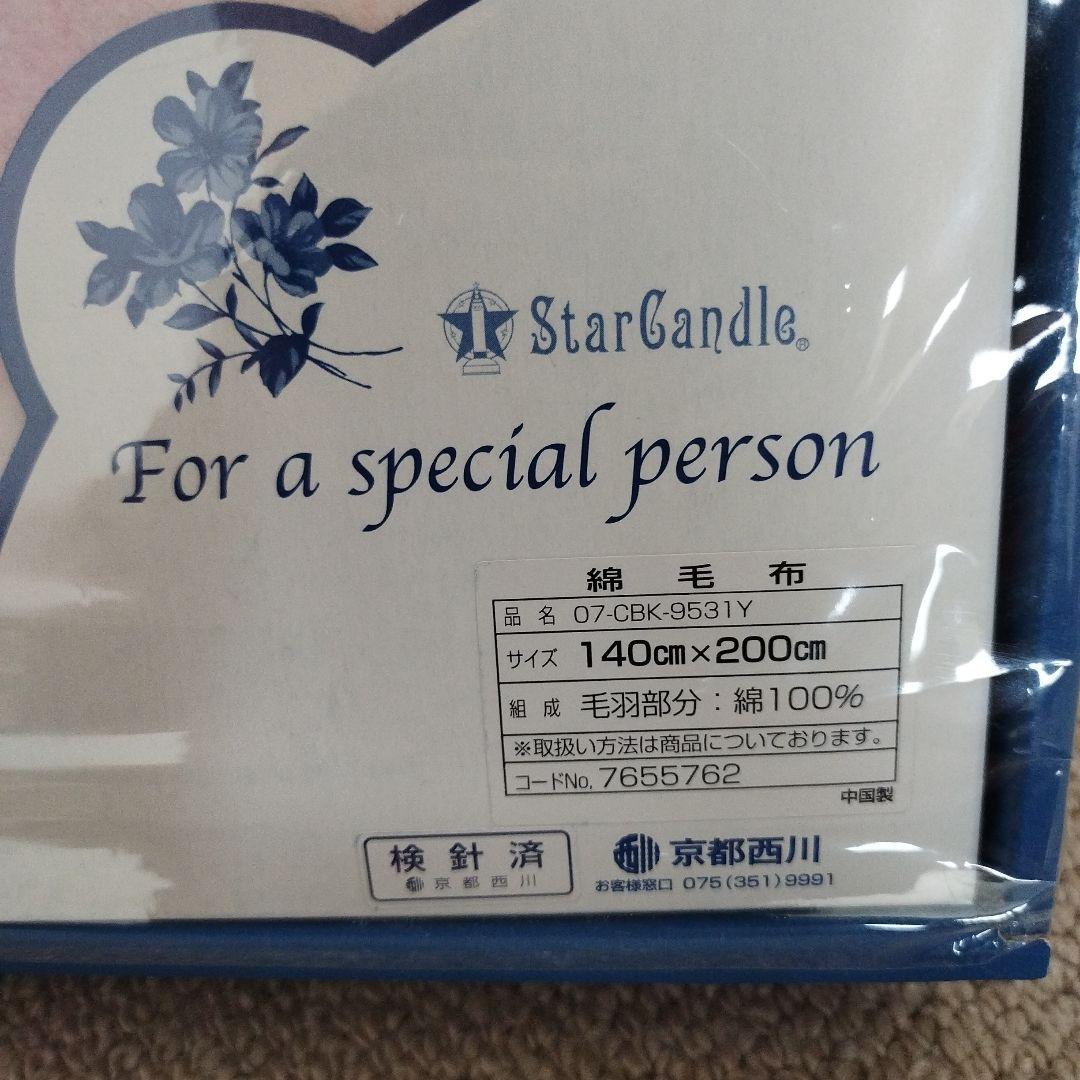 StarCandle®
For a special person
綿毛布
品名 07-CBK-9531Y
サイズ 140cm×200cm
組成 毛羽部分：綿100%
※取扱い方法は商品についております。
コードNo, 7655762
中国製
検針済
京都西川
京都西川
お客様窓口 075(351)9991